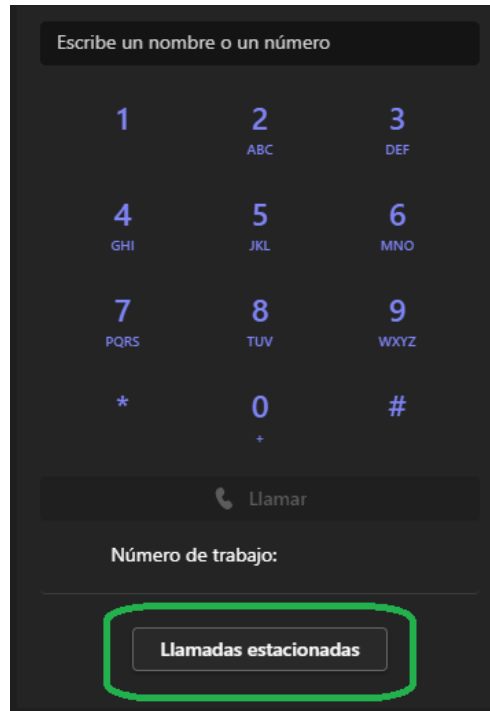 Escribe un nombre o un número
1 2 3
ABC DEF
4 5 6
GHI JKL MNO
7 8 9
PQRS TUV WXYZ
* 0 #
+
Llamar
Número de trabajo:
Llamadas estacionadas